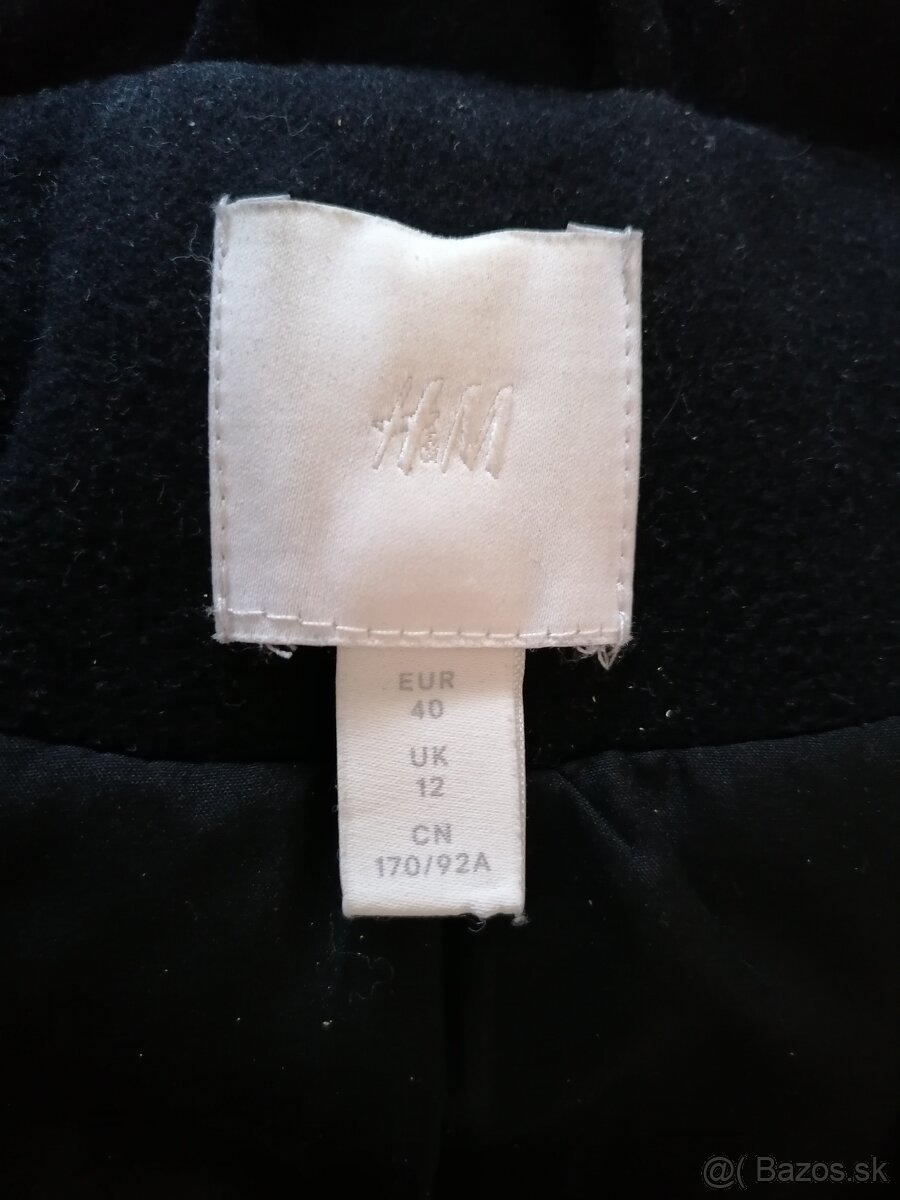 H&M
EUR
40
UK
12
CN
170/92A
@( Bazos.sk